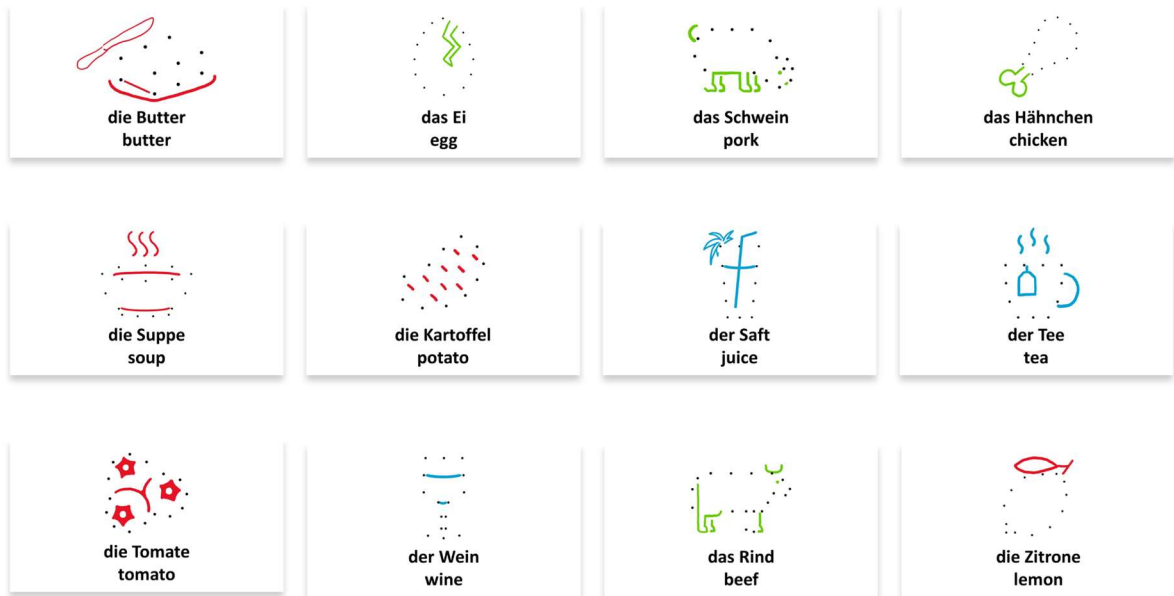 die Butter
butter
das Ei
egg
das Schwein
pork
das Hähnchen
chicken
die Suppe
soup
die Kartoffel
potato
der Saft
juice
der Tee
tea
die Tomate
tomato
der Wein
wine
das Rind
beef
die Zitrone
lemon